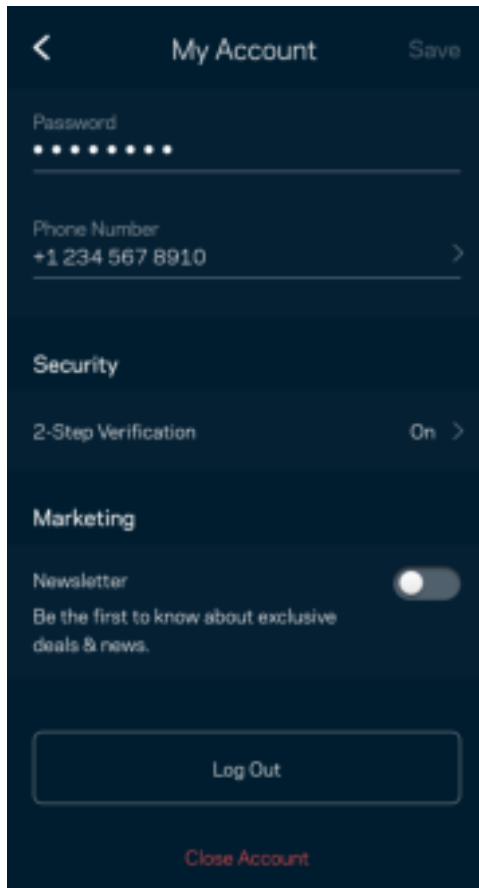 My Account
Save
Password
••••••••
Phone Number
+1 234 567 8910
Security
2-Step Verification
On
Marketing
Newsletter
Be the first to know about exclusive
deals & news.
Log Out
Close Account